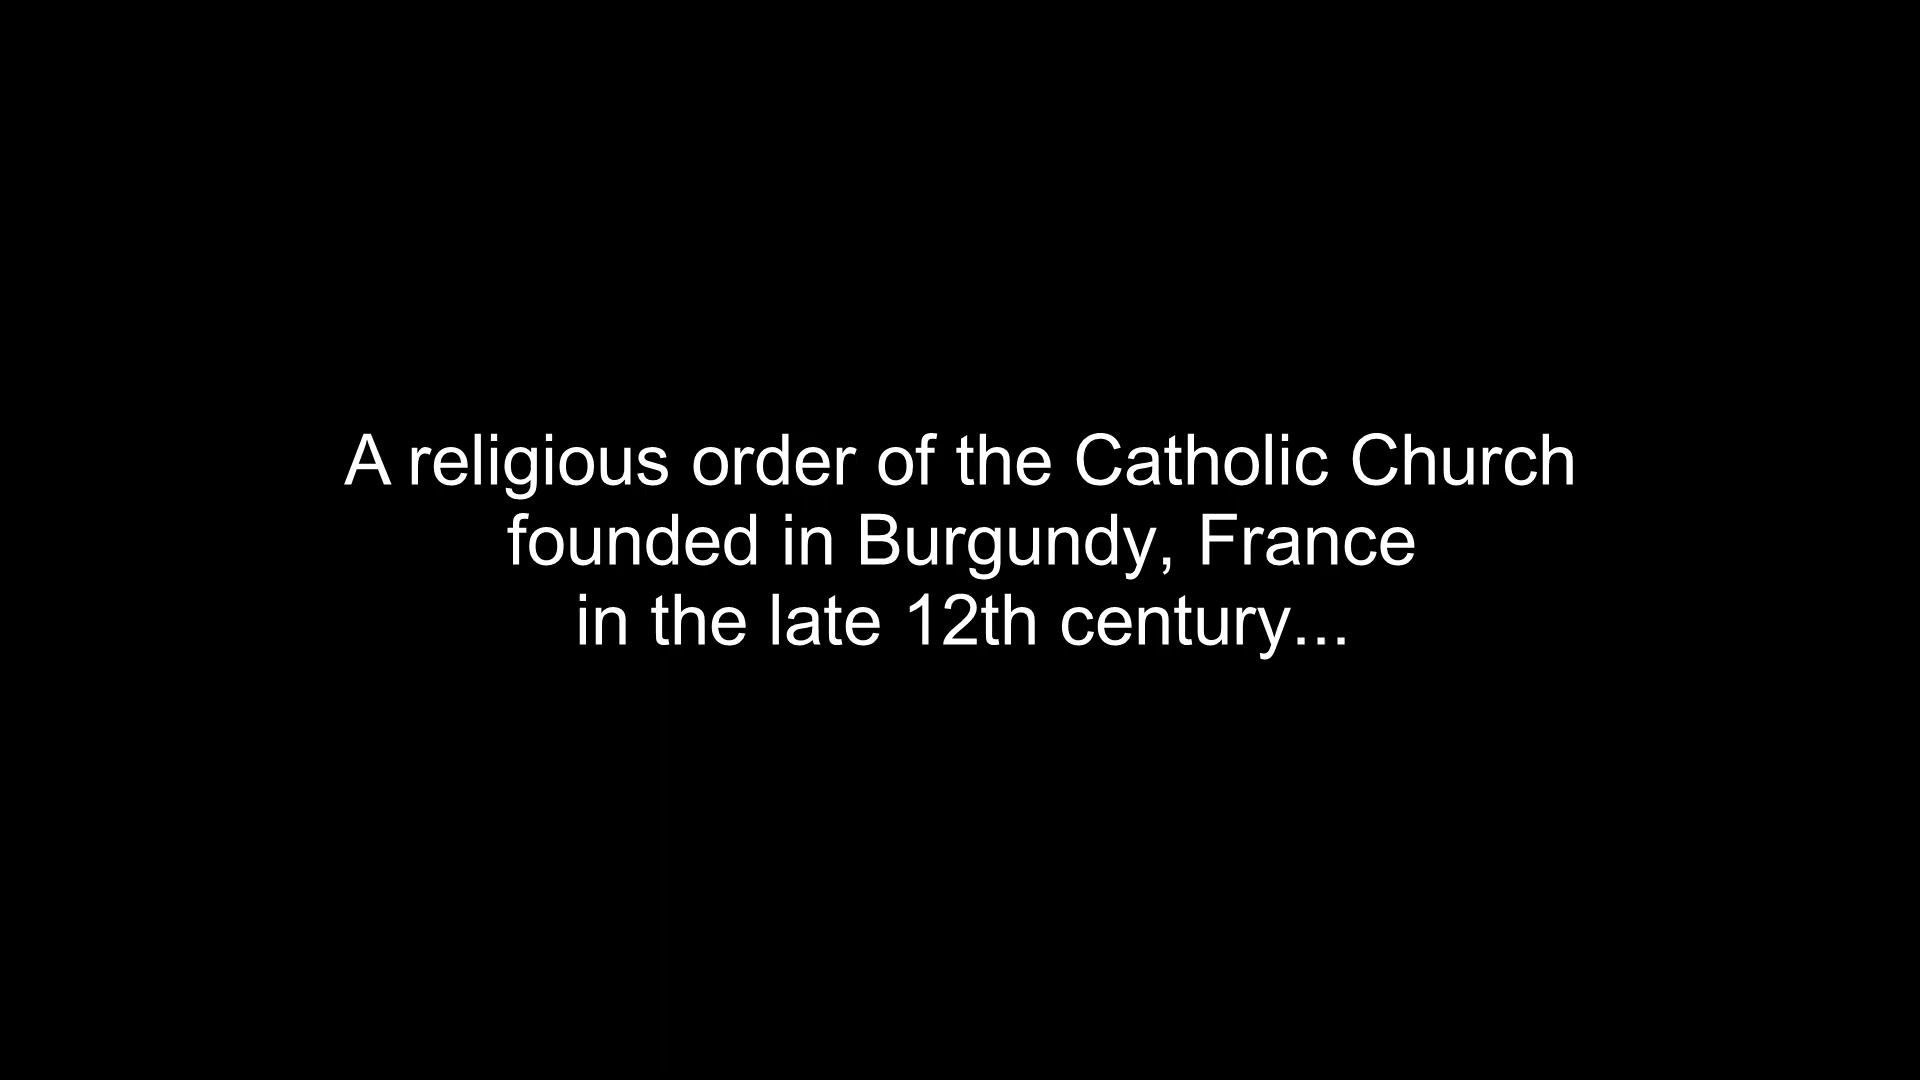 A religious order of the Catholic Church
founded in Burgundy, France
in the late 12th century...